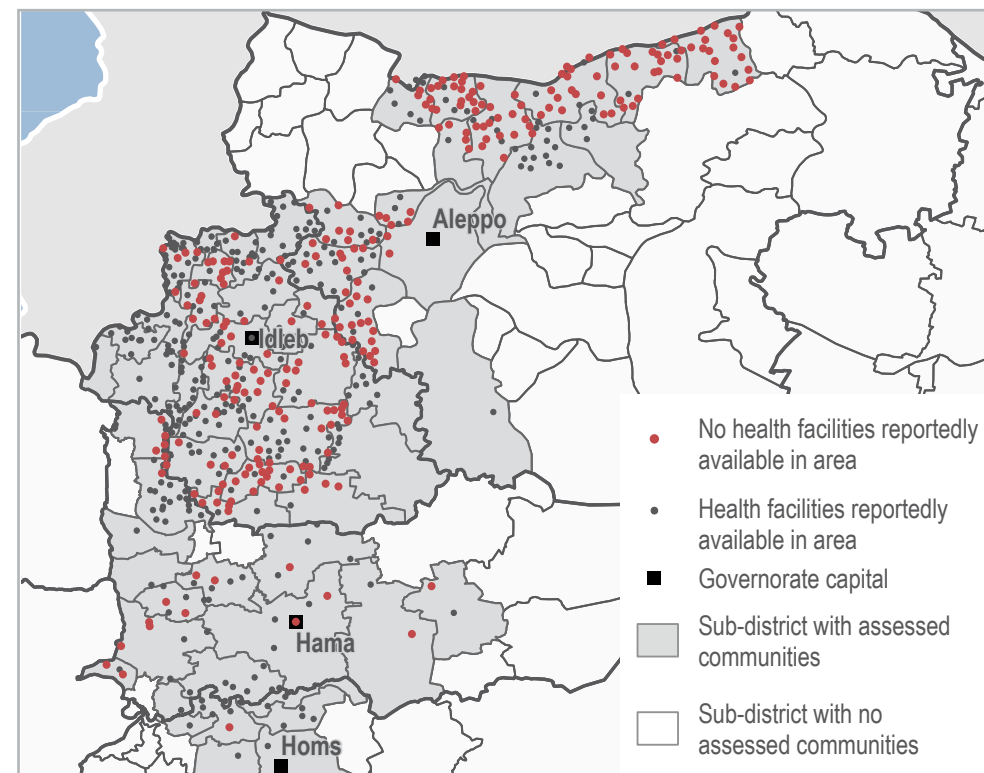 Aleppo
Idleb
No health facilities reportedly
available in area
Health facilities reportedly
available in area
Governorate capital
Sub-district with assessed
communities
Sub-district with no
assessed communities
Hama
Homs